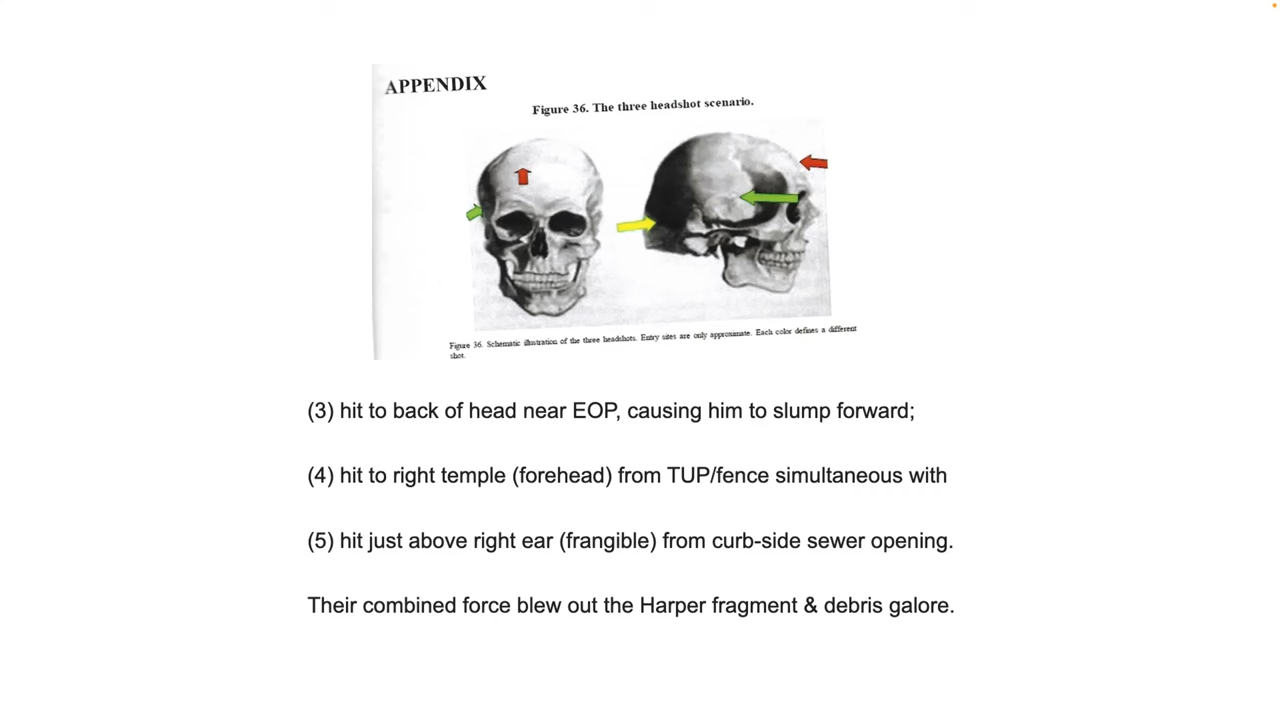 APPENDIX
Figure 36. The three headshot scenario.
Figure 36. Schematic illustration of the three headshots. Entry sites are only approximate. Each color defines a different
shot.
(3) hit to back of head near EOP, causing him to slump forward;
(4) hit to right temple (forehead) from TUP/fence simultaneous with
(5) hit just above right ear (frangible) from curb-side sewer opening.
Their combined force blew out the Harper fragment & debris galore.